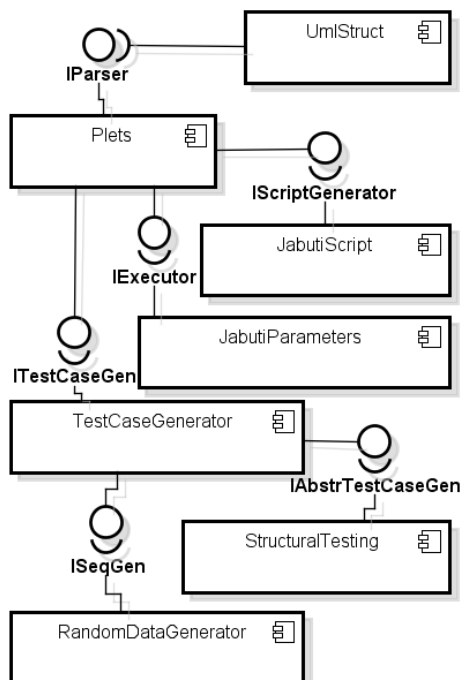 UmlStruct
IParser
Plets
IScriptGenerator
JabutiScript
IExecutor
JabutiParameters
ITestCaseGen
TestCaseGenerator
IAbstrTestCaseGen
StructuralTesting
ISeqGen
RandomDataGenerator